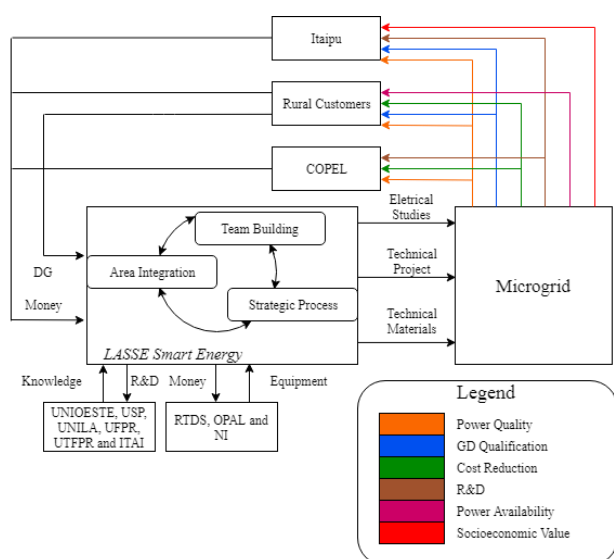 Itaipu
Rural Customers
COPEL
Eletrical
Studies
Team Building
Area Integration
Technical
Project
DG
Microgrid
Strategic Process
Money
Technical
Materials
LASSE Smart Energy
Knowledge
R&D
Money
Equipment
UNIOESTE, USP,
UNILA, UFPR,
UTFPR and ITAI
RTDS, OPAL and
NI
Legend
Power Quality
GD Qualification
Cost Reduction
R&D
Power Availability
Socioeconomic Value